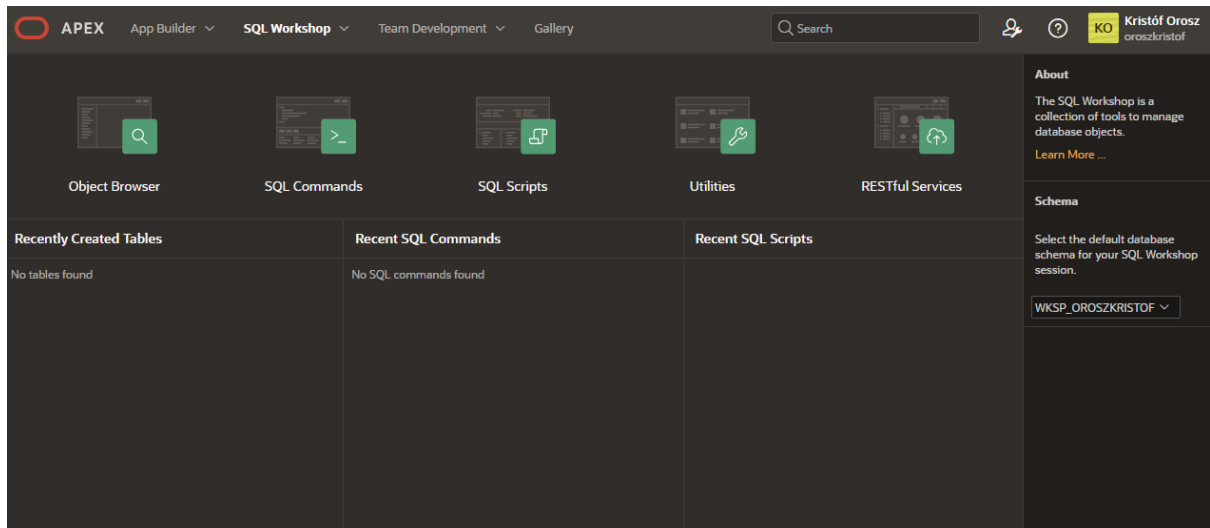 APEX App Builder SQL Workshop Team Development Gallery Search KO Kristóf Orosz
oroszkristof
Object Browser SQL Commands SQL Scripts Utilities RESTful Services
Recently Created Tables Recent SQL Commands Recent SQL Scripts
No tables found No SQL commands found
About
The SQL Workshop is a
collection of tools to manage
database objects.
Learn More ...
Schema
Select the default database
schema for your SQL Workshop
session.
WKSP_OROSZKRISTOF